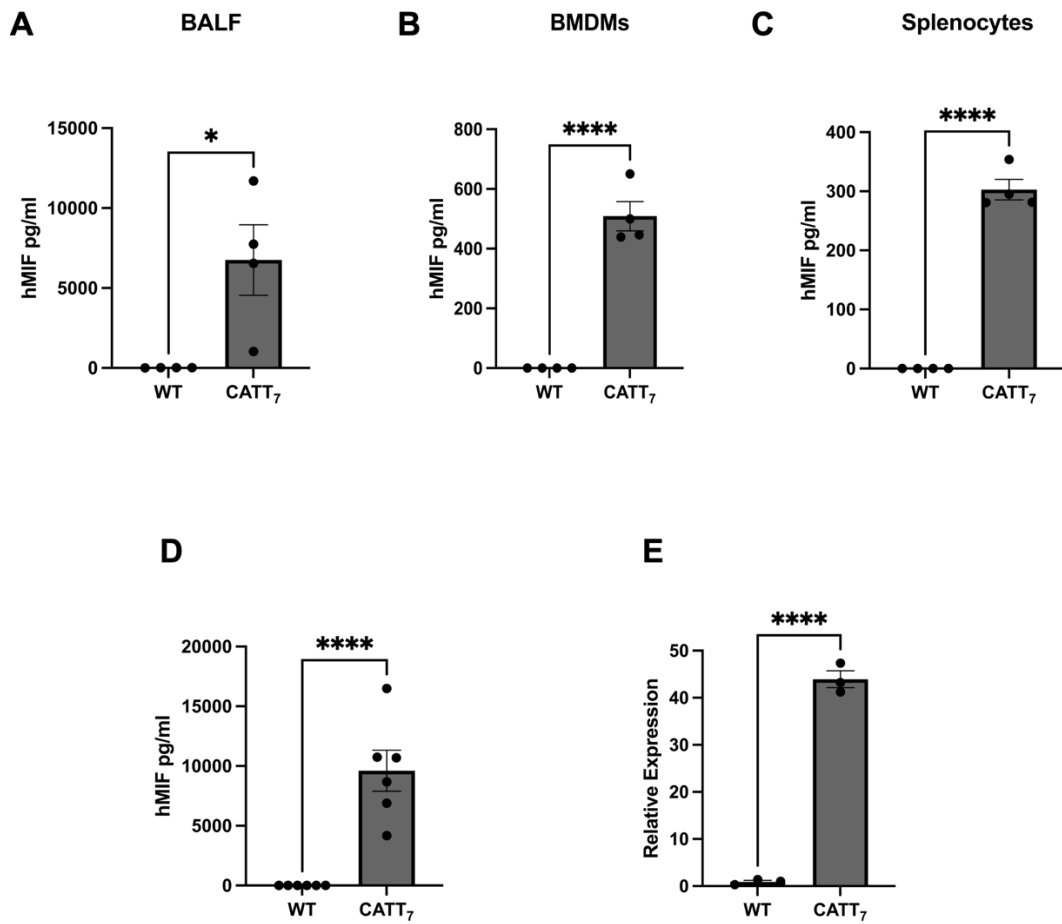 A
BALF
B
BMDMs
C
Splenocytes
hMIF pg/ml
15000
10000
5000
0
*
WT
CATT₇
hMIF pg/ml
800
600
400
200
0
****
WT
CATT₇
hMIF pg/ml
400
300
200
100
0
****
WT
CATT₇
D
hMIF pg/ml
20000
15000
10000
5000
0
****
WT
CATT₇
E
Relative Expression
50
40
30
20
10
0
****
WT
CATT₇